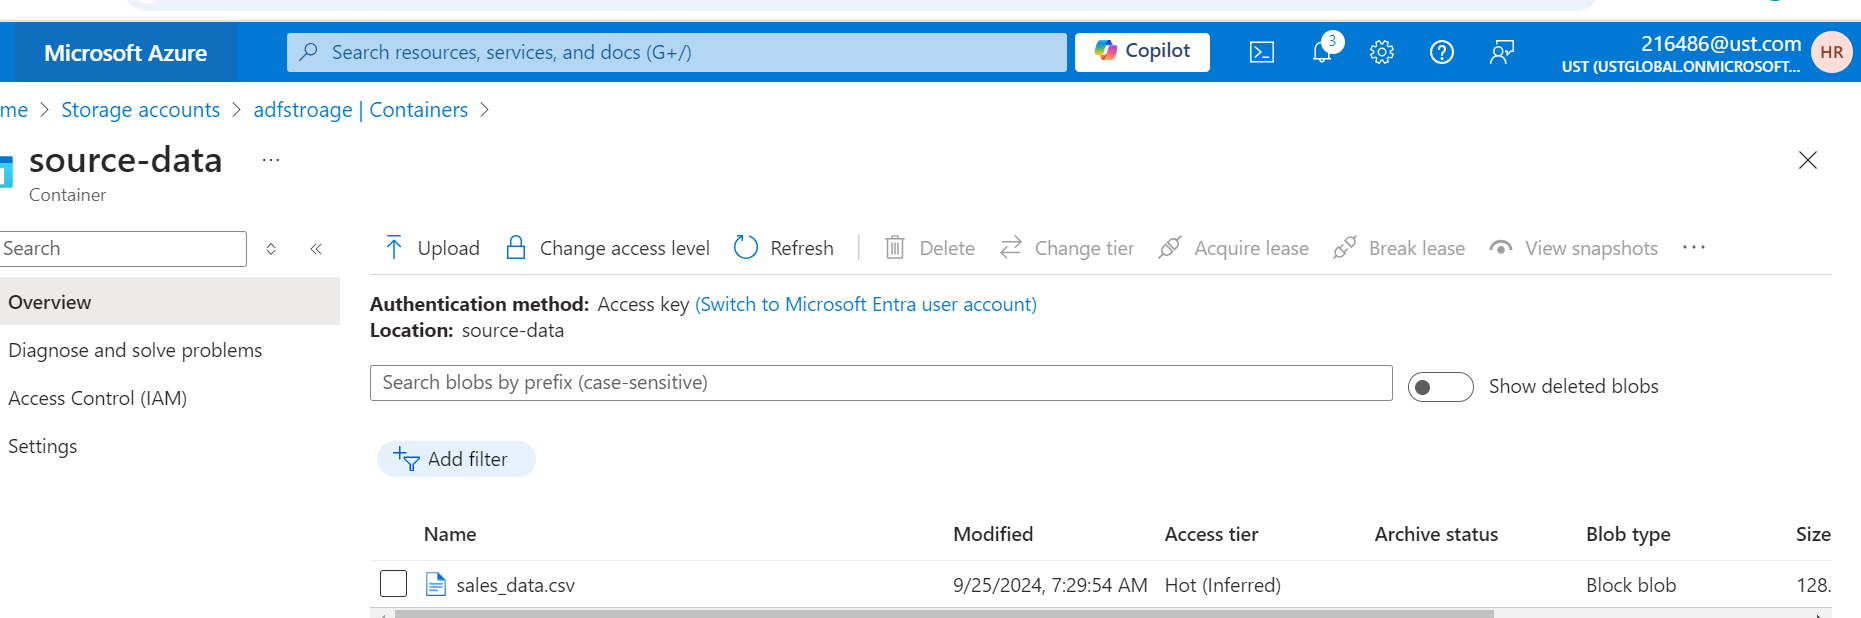 Microsoft Azure
Search resources, services, and docs (G+/)
Copilot
3
216486@ust.com
UST (USTGLOBAL.ONMICROSOFT...
HR
me > Storage accounts > adfstroage | Containers >
source-data ...
Container
Search
Upload Change access level Refresh Delete Change tier Acquire lease Break lease View snapshots ...
Overview
Diagnose and solve problems
Access Control (IAM)
Settings
Authentication method: Access key (Switch to Microsoft Entra user account)
Location: source-data
Search blobs by prefix (case-sensitive)
Show deleted blobs
Add filter
Name Modified Access tier Archive status Blob type Size
sales_data.csv 9/25/2024, 7:29:54 AM Hot (Inferred) Block blob 128.